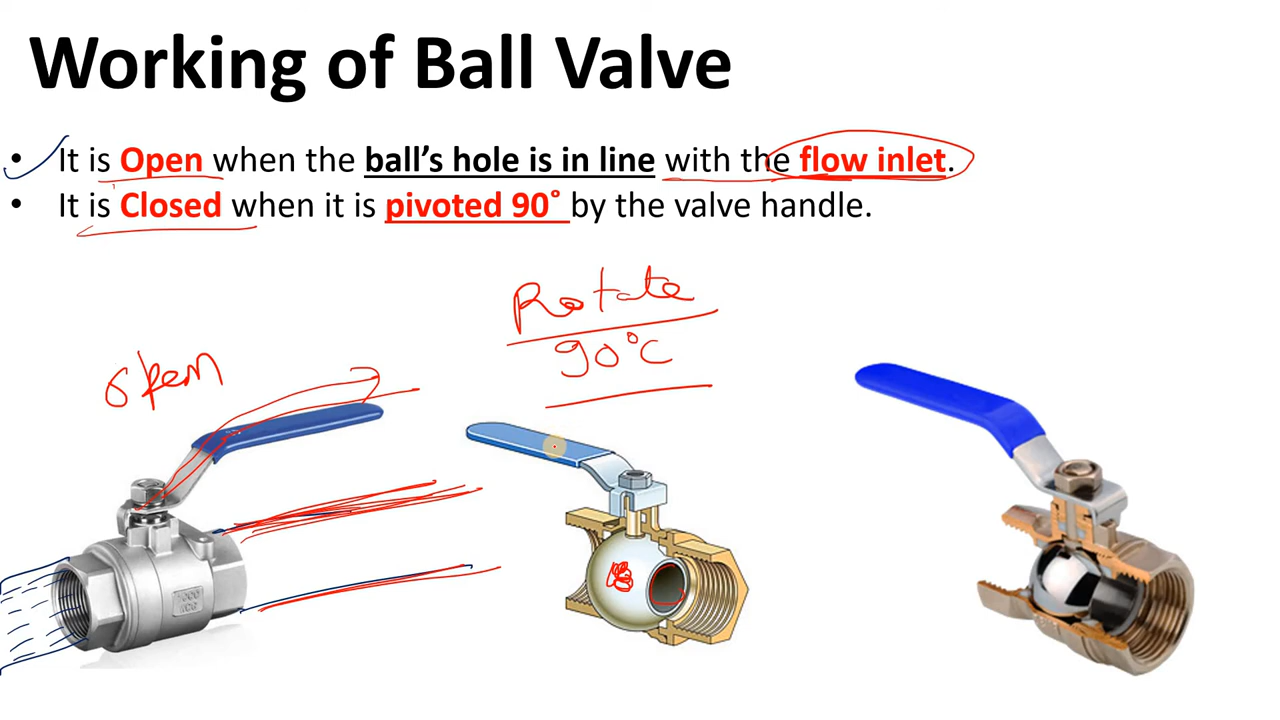 Working of Ball Valve
• It is Open when the ball’s hole is in line with the flow inlet.
• It is Closed when it is pivoted 90˚ by the valve handle.
Rotate
90°C
open